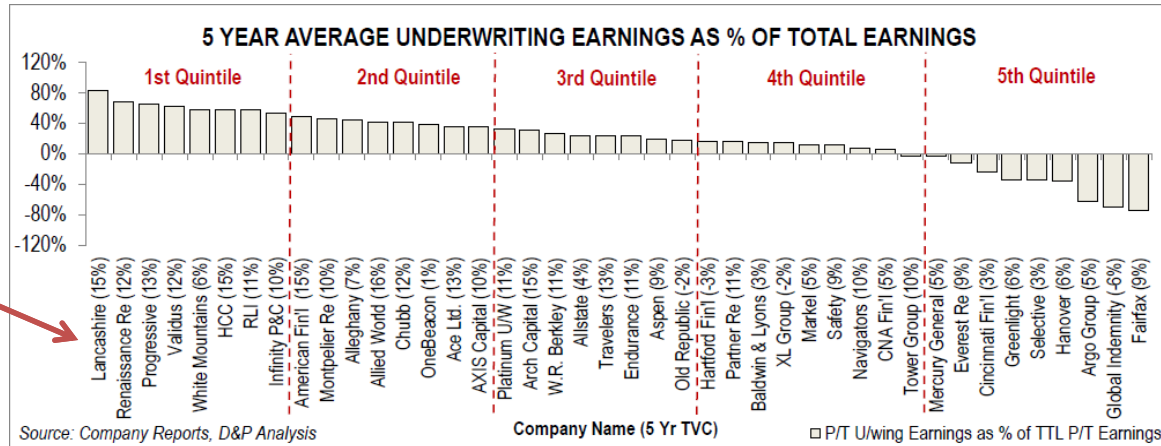 5 YEAR AVERAGE UNDERWRITING EARNINGS AS % OF TOTAL EARNINGS
1st Quintile
2nd Quintile
3rd Quintile
4th Quintile
5th Quintile
120%
80%
40%
0%
-40%
-80%
-120%
Lancashire (15%)
Renaissance Re (12%)
Progressive (13%)
Validus (12%)
White Mountains (6%)
HCC (15%)
RLI (11%)
Infinity P&C (10%)
American Fin'l (15%)
Montpelier Re (10%)
Alleghany (7%)
Allied World (16%)
Chubb (12%)
OneBeacon (1%)
Ace Ltd. (13%)
AXIS Capital (10%)
Platinum U/W (11%)
Arch Capital (15%)
W.R. Berkley (11%)
Allstate (4%)
Travelers (13%)
Endurance (11%)
Aspen (9%)
Old Republic (-2%)
Hartford Fin'l (-3%)
Partner Re (11%)
Baldwin & Lyons (3%)
XL Group (-2%)
Markel (5%)
Safety (9%)
Navigators (10%)
CNA Fin'l (5%)
Tower Group (10%)
Mercury General (5%)
Everest Re (9%)
Cincinnati Fin'l (3%)
Greenlight (6%)
Selective (3%)
Hanover (6%)
Argo Group (5%)
Global Indemnity (-6%)
Fairfax (9%)
Source: Company Reports, D&P Analysis
Company Name (5 Yr TVC)
P/T U/wing Earnings as % of TTL P/T Earnings